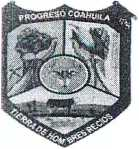 PROGRESO COAHUILA
TIERRA DE HOMBRES RECIOS